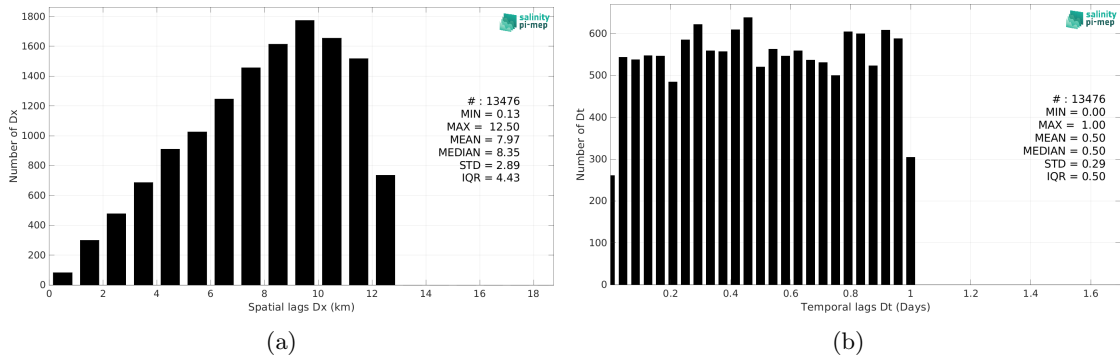 1800
1600
1400
1200
1000
800
600
400
200
0
Number of Dx
0 2 4 6 8 10 12 14 16 18
Spatial lags Dx (km)
salinity
pi-mep
# : 13476
MIN = 0.13
MAX = 12.50
MEAN = 7.97
MEDIAN = 8.35
STD = 2.89
IQR = 4.43
(a)
600
500
400
300
200
100
0
Number of Dt
0.2 0.4 0.6 0.8 1 1.2 1.4 1.6
Temporal lags Dt (Days)
salinity
pi-mep
# : 13476
MIN = 0.00
MAX = 1.00
MEAN = 0.50
MEDIAN = 0.50
STD = 0.29
IQR = 0.50
(b)